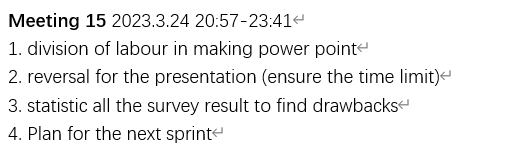 Meeting 15 2023.3.24 20:57-23:41↵
1. division of labour in making power point↵
2. reversal for the presentation (ensure the time limit)↵
3. statistic all the survey result to find drawbacks↵
4. Plan for the next sprint↵